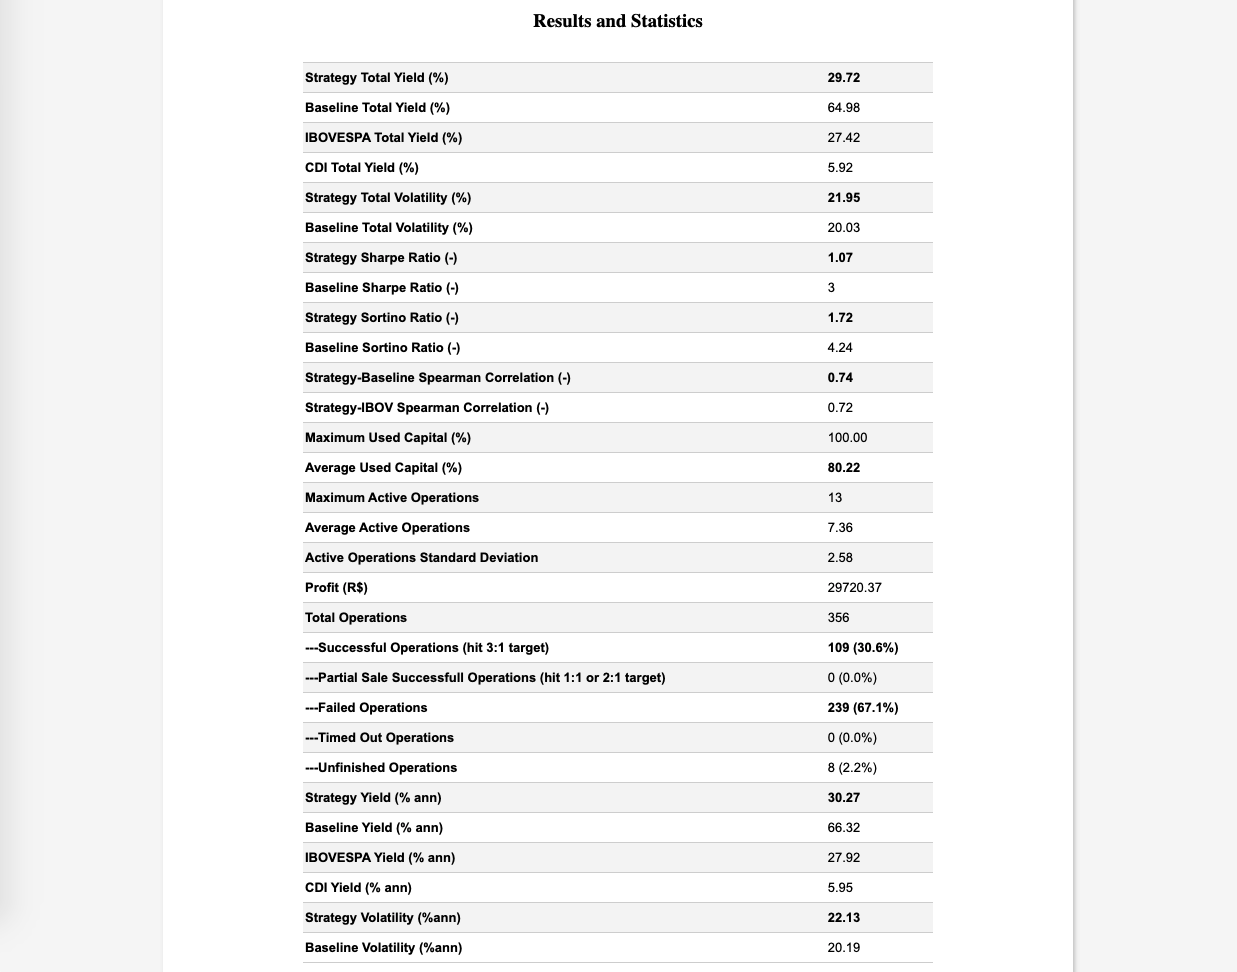 Results and Statistics
Strategy Total Yield (%) 29.72
Baseline Total Yield (%) 64.98
IBOVESPA Total Yield (%) 27.42
CDI Total Yield (%) 5.92
Strategy Total Volatility (%) 21.95
Baseline Total Volatility (%) 20.03
Strategy Sharpe Ratio (-) 1.07
Baseline Sharpe Ratio (-) 3
Strategy Sortino Ratio (-) 1.72
Baseline Sortino Ratio (-) 4.24
Strategy-Baseline Spearman Correlation (-) 0.74
Strategy-IBOV Spearman Correlation (-) 0.72
Maximum Used Capital (%) 100.00
Average Used Capital (%) 80.22
Maximum Active Operations 13
Average Active Operations 7.36
Active Operations Standard Deviation 2.58
Profit (R$) 29720.37
Total Operations 356
---Successful Operations (hit 3:1 target) 109 (30.6%)
---Partial Sale Successfull Operations (hit 1:1 or 2:1 target) 0 (0.0%)
---Failed Operations 239 (67.1%)
---Timed Out Operations 0 (0.0%)
---Unfinished Operations 8 (2.2%)
Strategy Yield (% ann) 30.27
Baseline Yield (% ann) 66.32
IBOVESPA Yield (% ann) 27.92
CDI Yield (% ann) 5.95
Strategy Volatility (%ann) 22.13
Baseline Volatility (%ann) 20.19